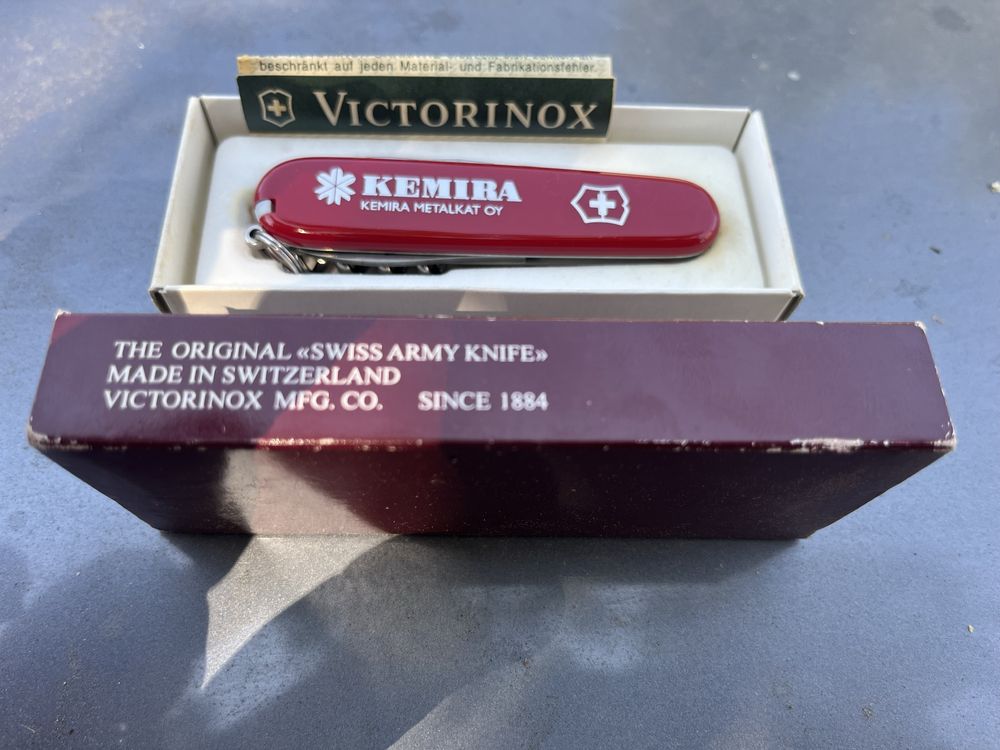 beschränkt auf jeden Material- und Fabrikationsfehler.
VICTORINOX
KEMIRA
KEMIRA METALKAT OY
THE ORIGINAL «SWISS ARMY KNIFE»
MADE IN SWITZERLAND
VICTORINOX MFG. CO. SINCE 1884